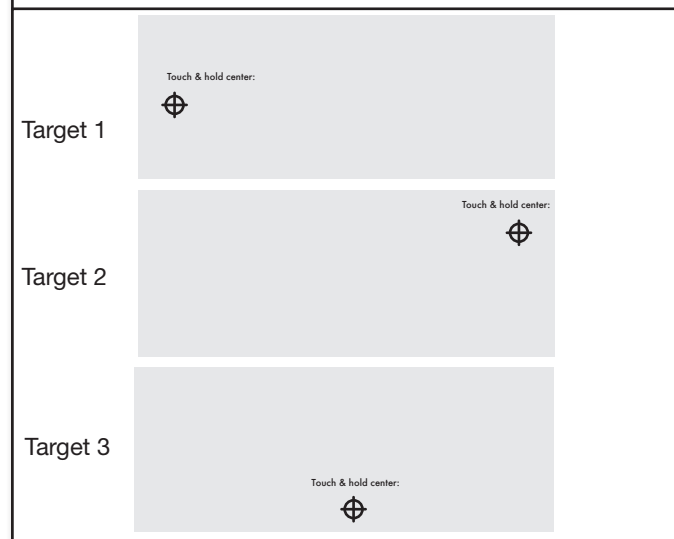 Touch & hold center:
Target 1
Touch & hold center:
Target 2
Target 3
Touch & hold center: